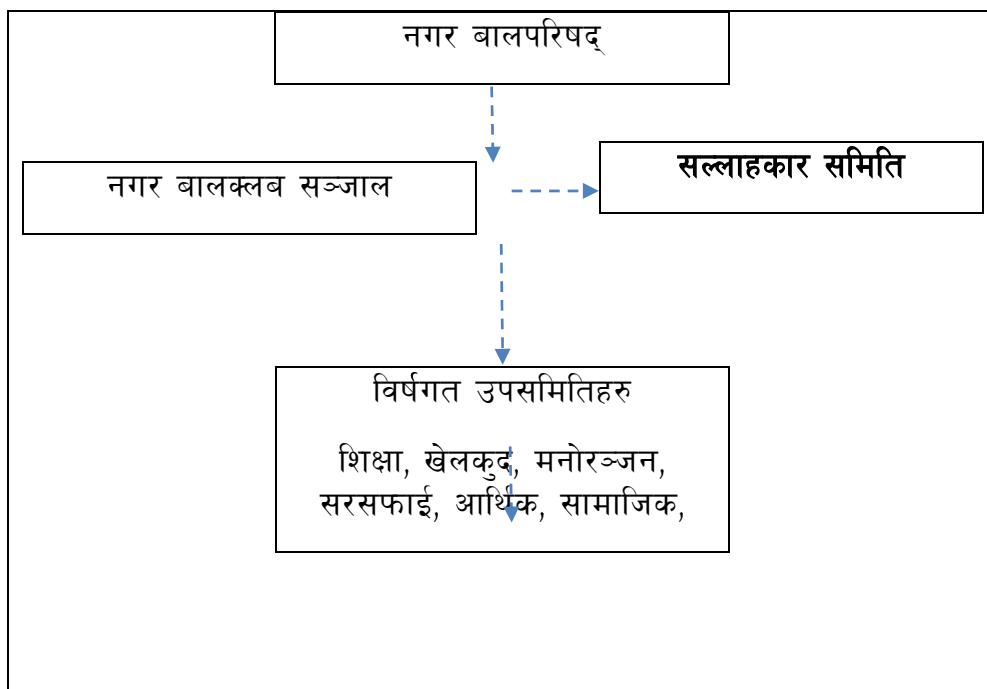 नगर बालपरिषद्
सल्लाहकार समिति
नगर बालक्लब सञ्जाल
विर्षगत उपसमितिहरु
शिक्षा, खेलकुद, मनोरञ्जन,
सरसफाई, आर्थिक, सामाजिक,